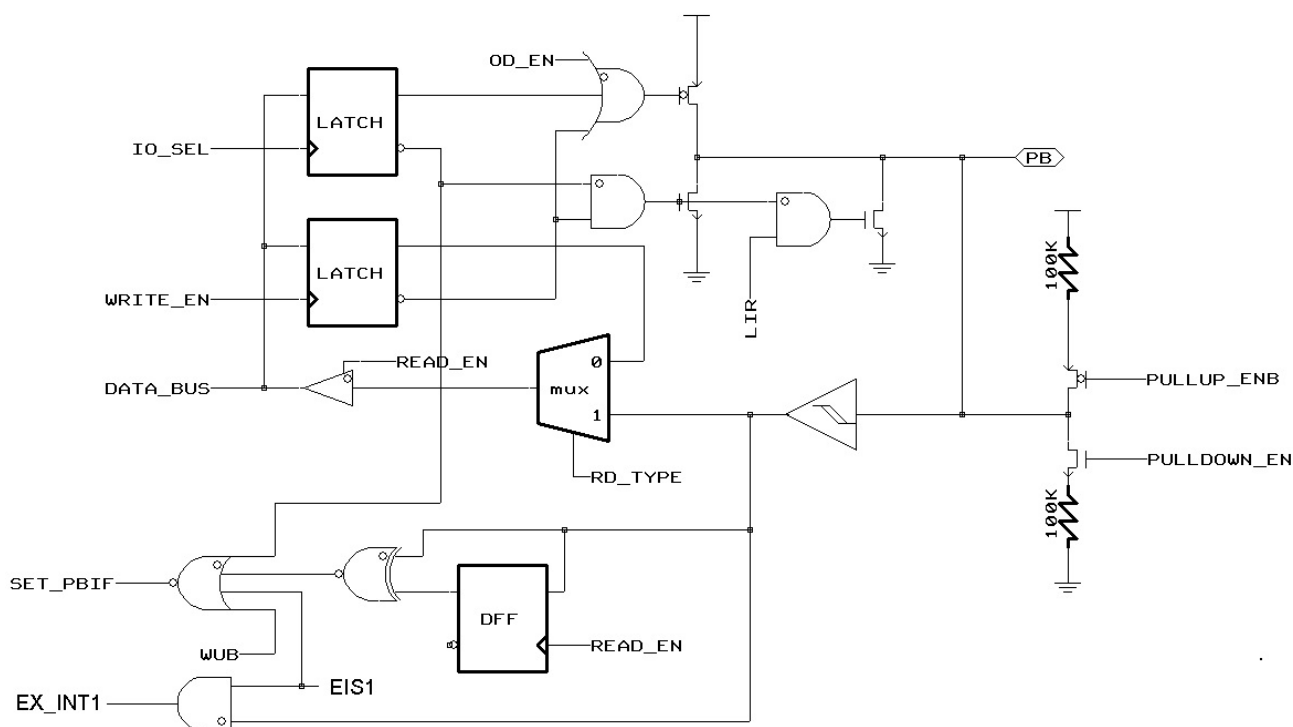 OD_EN
LATCH
IO_SEL
PB
LATCH
WRITE_EN
LIR
100K
READ_EN
0
DATA_BUS
mux
PULLUP_ENB
1
PULLDOWN_EN
RD_TYPE
100K
SET_PBIF
DFF
READ_EN
WUB
EIS1
EX_INT1